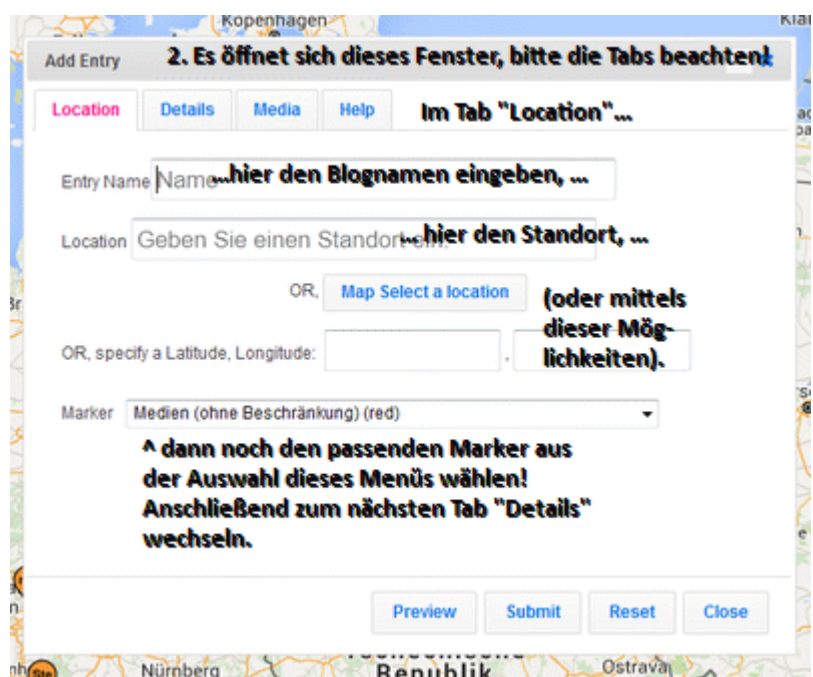 Kopenhagen
Add Entry 2. Es öffnet sich dieses Fenster, bitte die Tabs beachten!
Location Details Media Help Im Tab "Location"...
Entry Name Name ...hier den Blognamen eingeben, ...
Location Geben Sie einen Standort ein. ... hier den Standort, ...
OR, Map Select a location (oder mittels
dieser Mög-
OR, specify a Latitude, Longitude: , lichkeiten).
Marker Medien (ohne Beschränkung) (red)
^ dann noch den passenden Marker aus
der Auswahl dieses Menüs wählen!
Anschließend zum nächsten Tab "Details"
wechseln.
Preview Submit Reset Close
Nürnberg Republik Ostrava